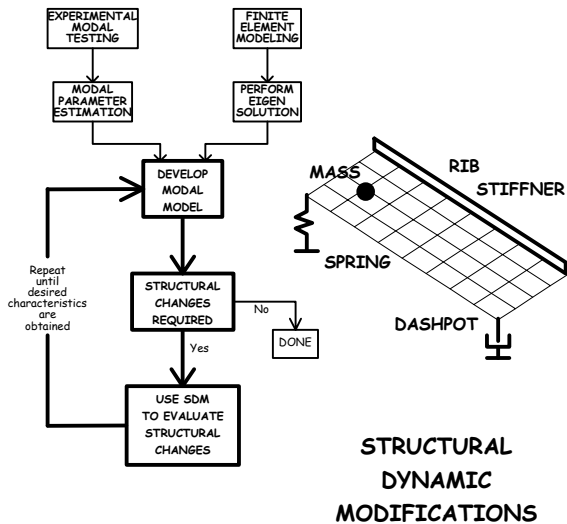 EXPERIMENTAL
MODAL
TESTING
FINITE
ELEMENT
MODELING
MODAL
PARAMETER
ESTIMATION
PERFORM
EIGEN
SOLUTION
DEVELOP
MODAL
MODEL
Repeat
until
desired
characteristics
are
obtained
STRUCTURAL
CHANGES
REQUIRED
No
DONE
Yes
USE SDM
TO EVALUATE
STRUCTURAL
CHANGES
MASS
RIB
STIFFNER
SPRING
DASHPOT
STRUCTURAL
DYNAMIC
MODIFICATIONS